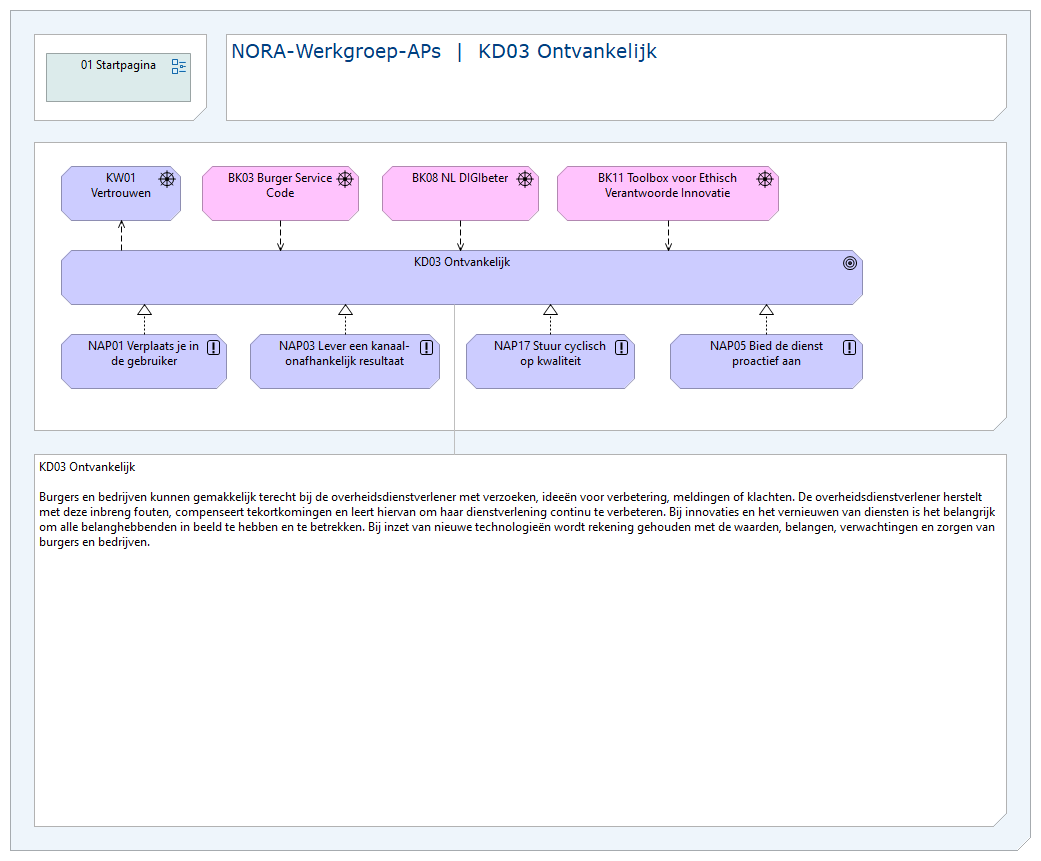 01 Startpagina
NORA-Werkgroep-APs | KD03 Ontvankelijk
KW01
Vertrouwen
BK03 Burger Service
Code
BK08 NL DIGIbeter
BK11 Toolbox voor Ethisch
Verantwoorde Innovatie
KD03 Ontvankelijk
NAP01 Verplaats je in
de gebruiker
NAP03 Lever een kanaal-
onafhankelijk resultaat
NAP17 Stuur cyclisch
op kwaliteit
NAP05 Bied de dienst
proactief aan
KD03 Ontvankelijk
Burgers en bedrijven kunnen gemakkelijk terecht bij de overheidsdienstverlener met verzoeken, ideeën voor verbetering, meldingen of klachten. De overheidsdienstverlener herstelt
met deze inbreng fouten, compenseert tekortkomingen en leert hiervan om haar dienstverlening continu te verbeteren. Bij innovaties en het vernieuwen van diensten is het belangrijk
om alle belanghebbenden in beeld te hebben en te betrekken. Bij inzet van nieuwe technologieën wordt rekening gehouden met de waarden, belangen, verwachtingen en zorgen van
burgers en bedrijven.